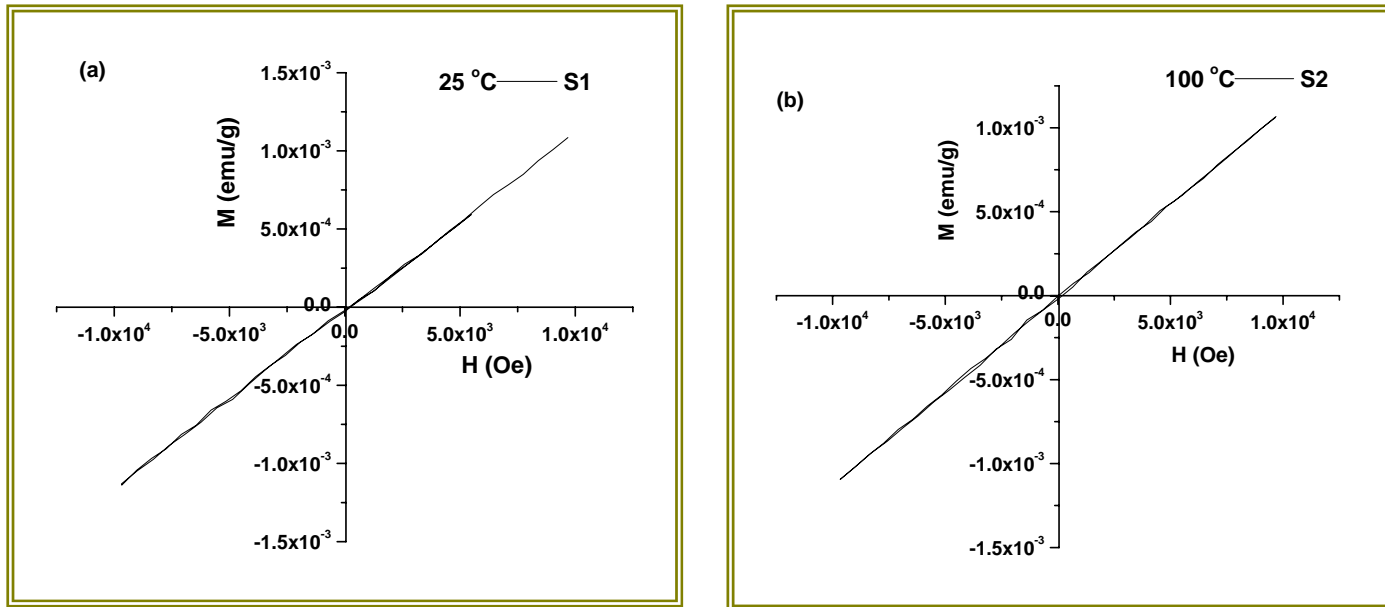 (a)
25 °C S1
1.5x10⁻³
1.0x10⁻³
5.0x10⁻⁴
0.0
-5.0x10⁻⁴
-1.0x10⁻³
-1.5x10⁻³
M (emu/g)
-1.0x10⁴ -5.0x10³ 0.0 5.0x10³ 1.0x10⁴
H (Oe)
(b)
100 °C S2
1.0x10⁻³
5.0x10⁻⁴
0.0
-5.0x10⁻⁴
-1.0x10⁻³
-1.5x10⁻³
M (emu/g)
-1.0x10⁴ -5.0x10³ 0.0 5.0x10³ 1.0x10⁴
H (Oe)